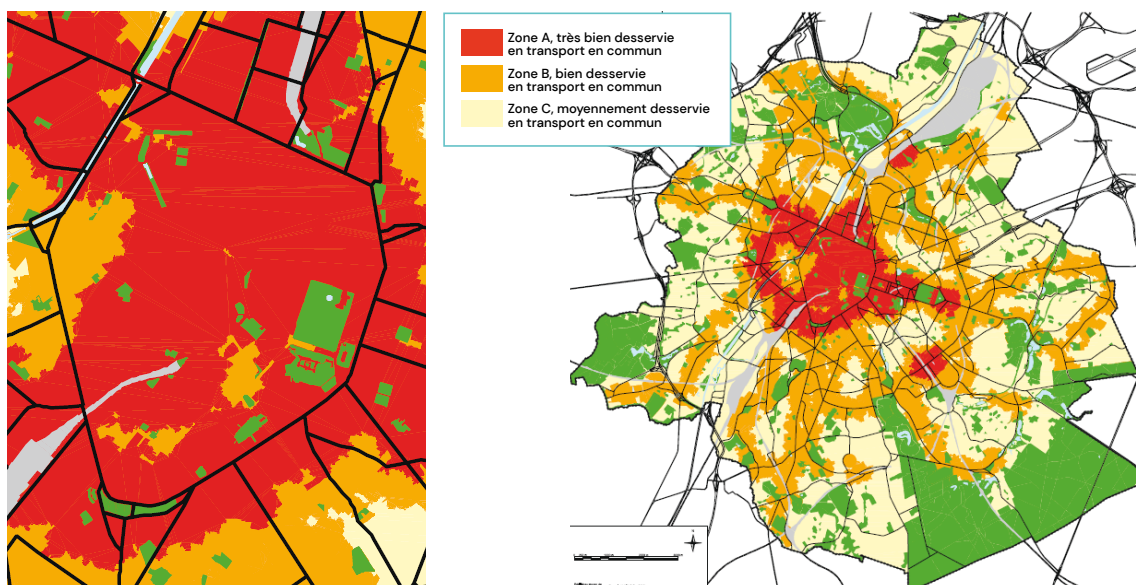 Zone A, très bien desservie
en transport en commun
Zone B, bien desservie
en transport en commun
Zone C, moyennement desservie
en transport en commun